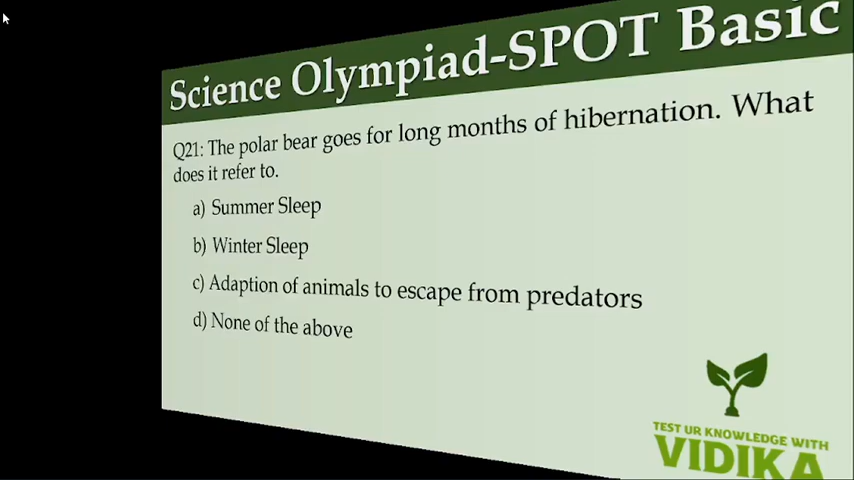 Science Olympiad-SPOT Basic
Q21: The polar bear goes for long months of hibernation. What
does it refer to.
a) Summer Sleep
b) Winter Sleep
c) Adaption of animals to escape from predators
d) None of the above
TEST UR KNOWLEDGE WITH
VIDIKA